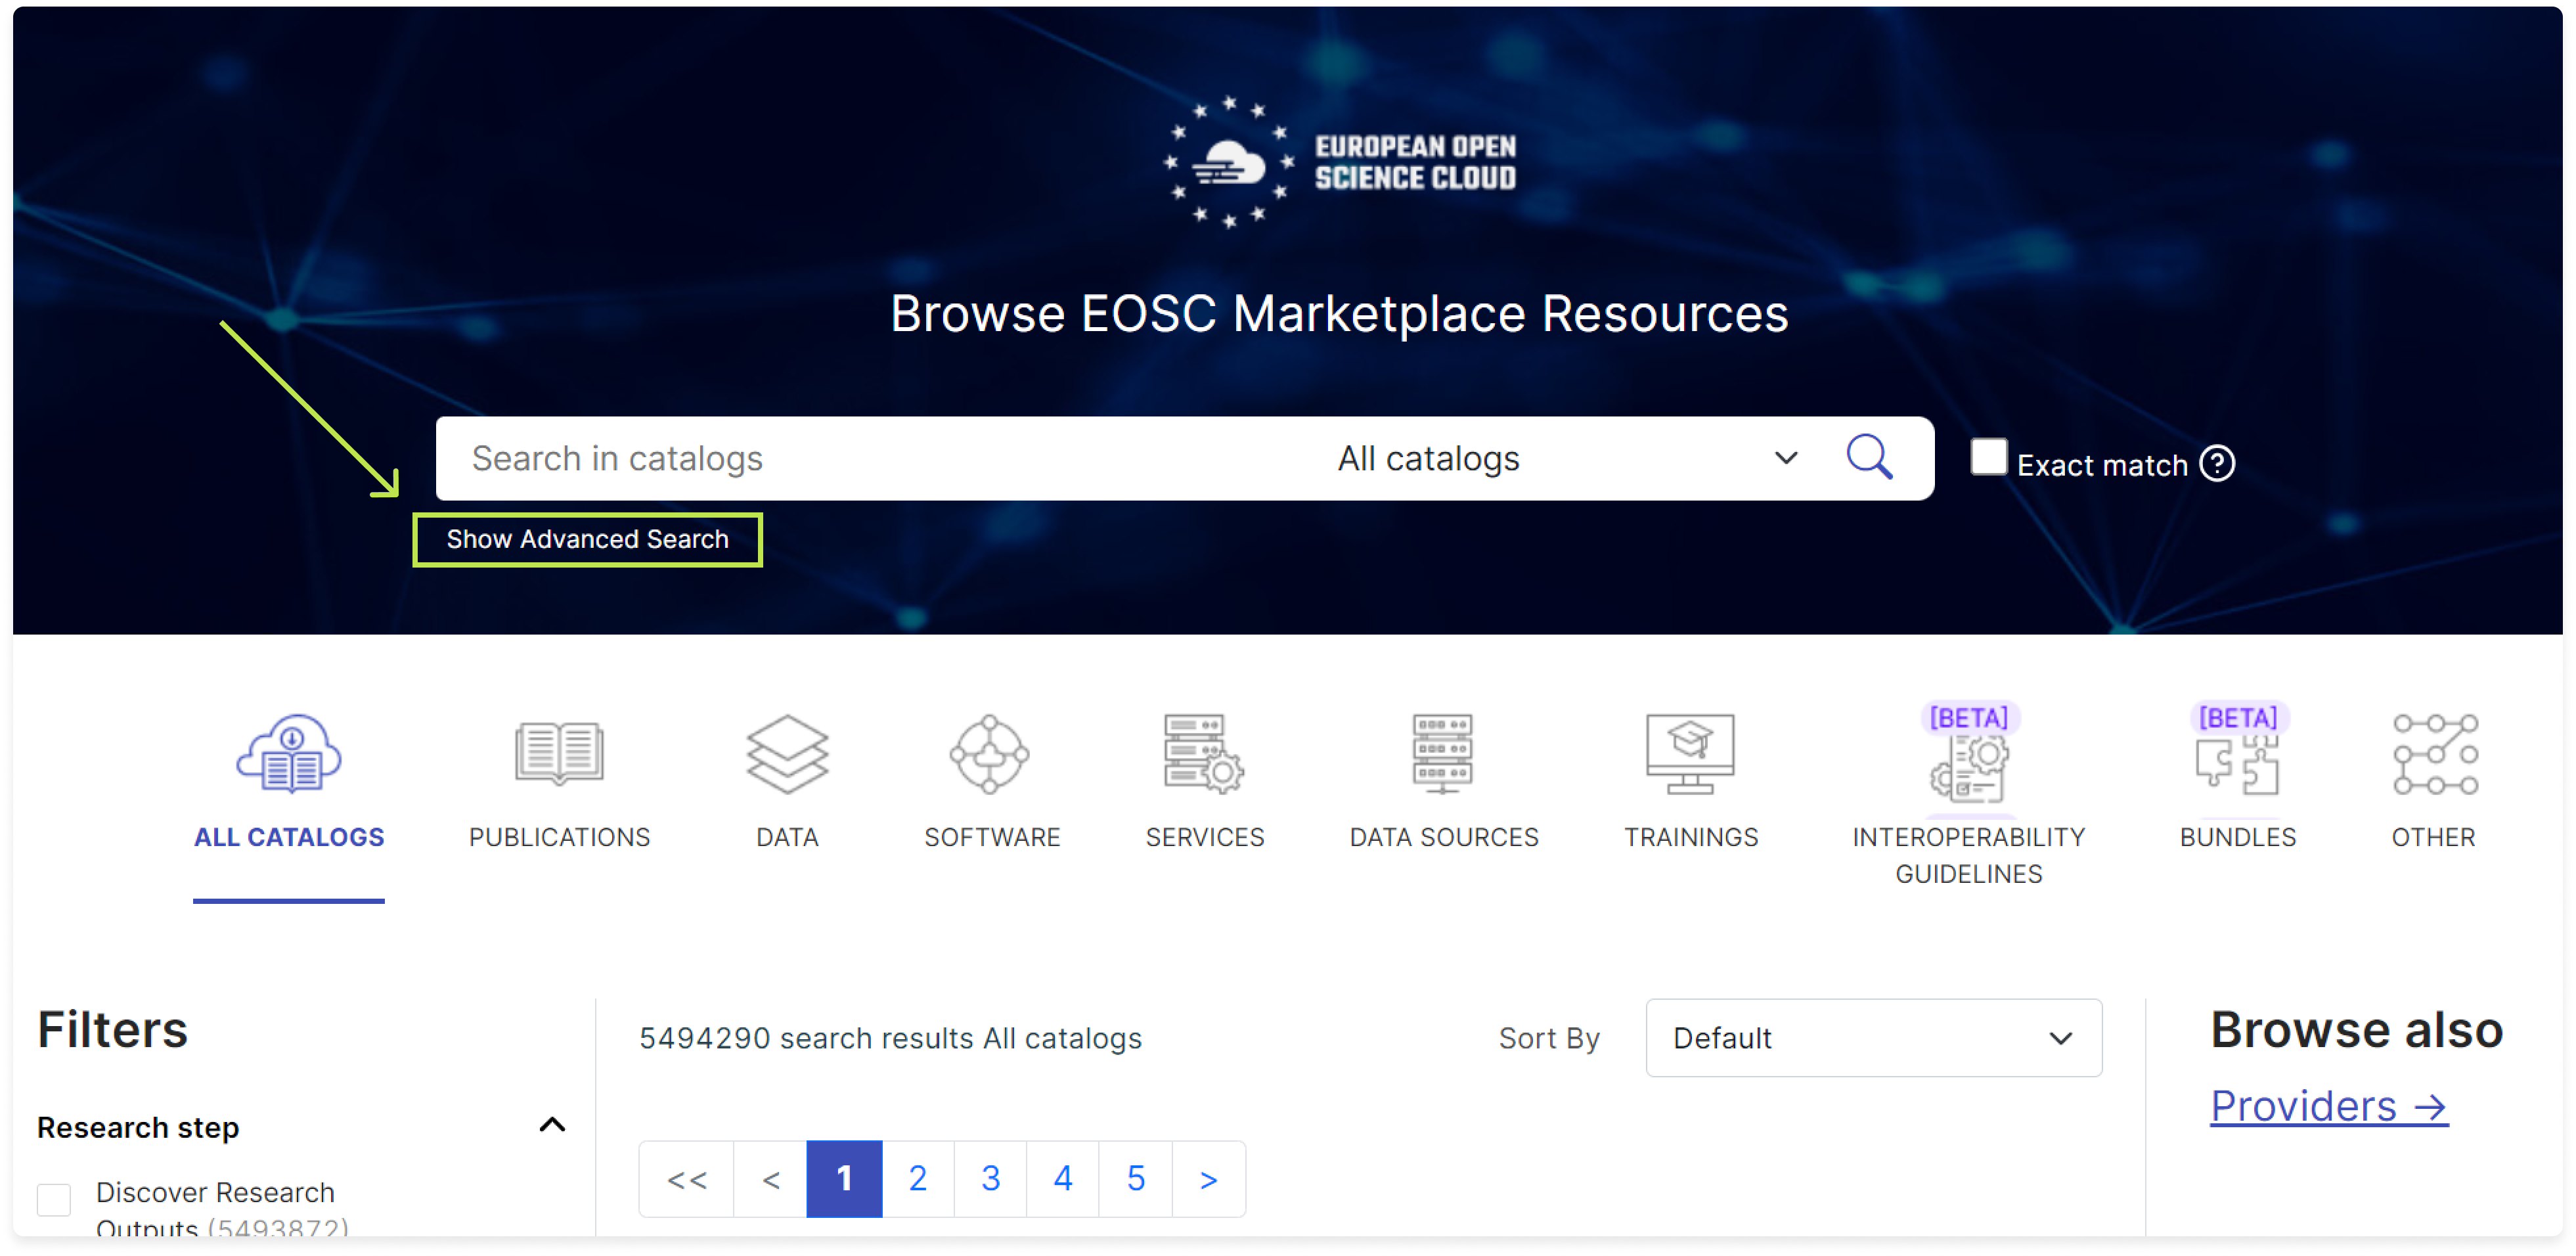 EUROPEAN OPEN
SCIENCE CLOUD
Browse EOSC Marketplace Resources
Search in catalogs
All catalogs
Exact match ?
Show Advanced Search
[BETA]
[BETA]
ALL CATALOGS
PUBLICATIONS
DATA
SOFTWARE
SERVICES
DATA SOURCES
TRAININGS
INTEROPERABILITY
GUIDELINES
BUNDLES
OTHER
Filters
5494290 search results All catalogs
Sort By
Default
Browse also
Providers →
Research step
Discover Research
Outputs (5493872)
<< < 1 2 3 4 5 >